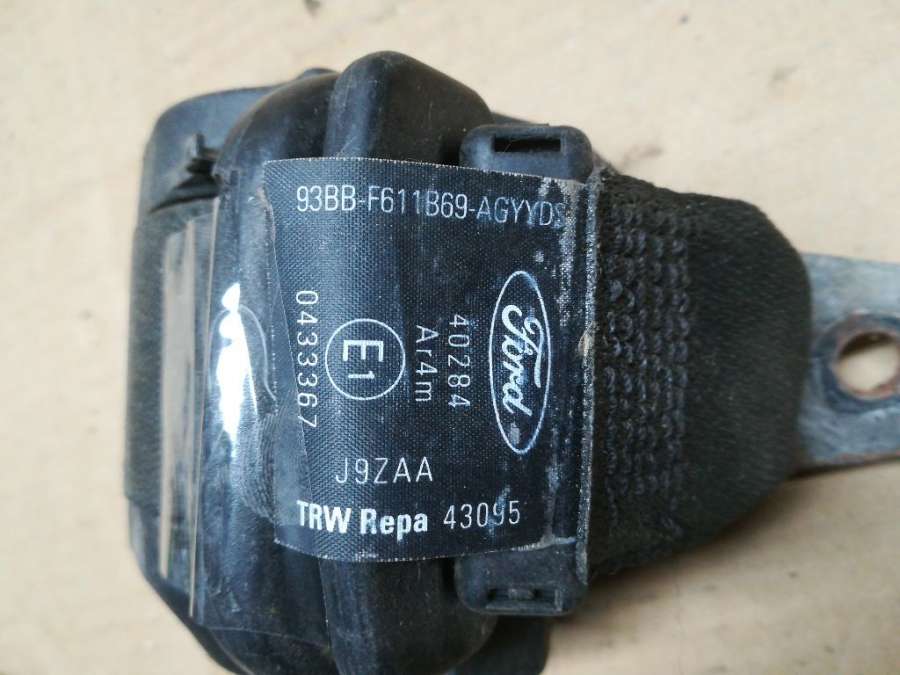 93BB-F611B69-AGYYDS
Ford
40284
Ar4m
E1
0433367
J9ZAA
TRW Repa 43095